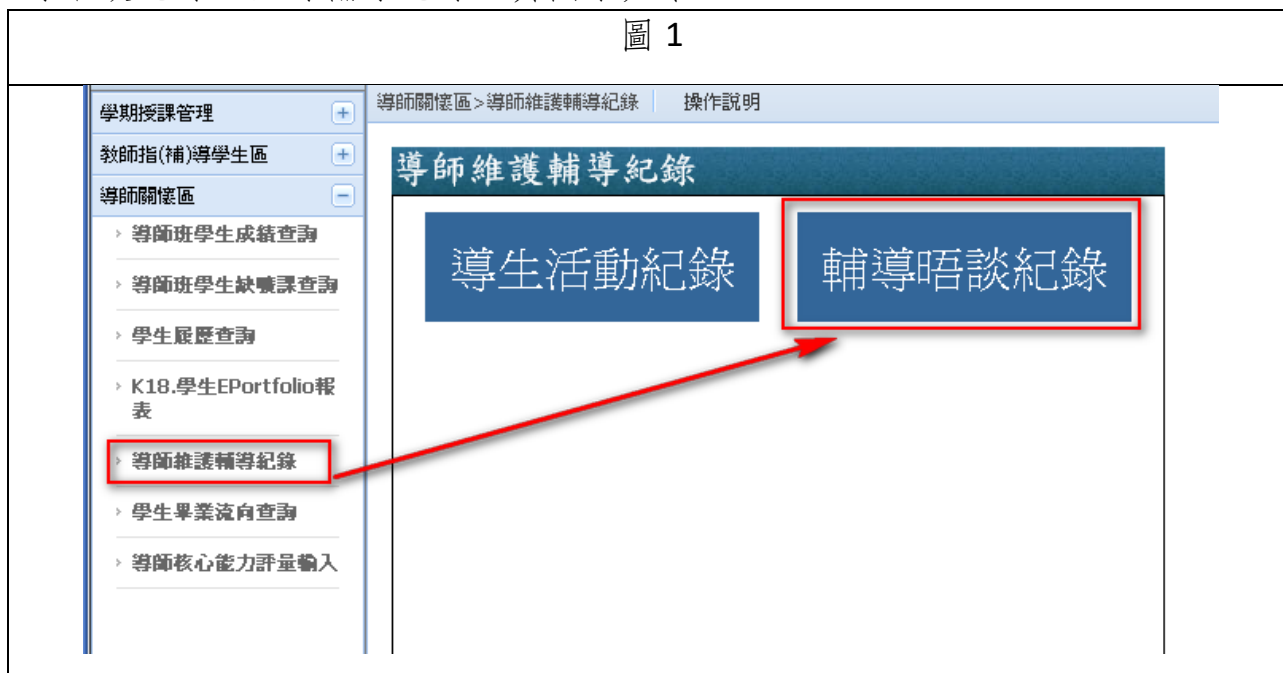 圖 1
學期授課管理
教師指(補)導學生區
導師關懷區
導師班學生成績查詢
導師班學生缺曠課查詢
學生履歷查詢
K18.學生EPortfolio報
表
導師維護輔導紀錄
學生畢業流向查詢
導師核心能力評量輸入
導師關懷區>導師維護輔導紀錄 操作說明
導師維護輔導紀錄
導生活動紀錄
輔導晤談紀錄